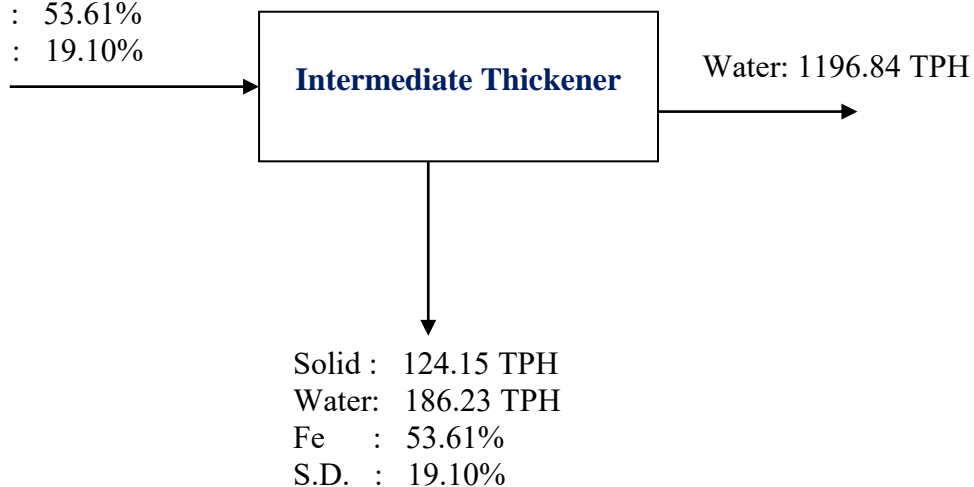 : 53.61%
: 19.10%
Intermediate Thickener
Water: 1196.84 TPH
Solid : 124.15 TPH
Water: 186.23 TPH
Fe : 53.61%
S.D. : 19.10%